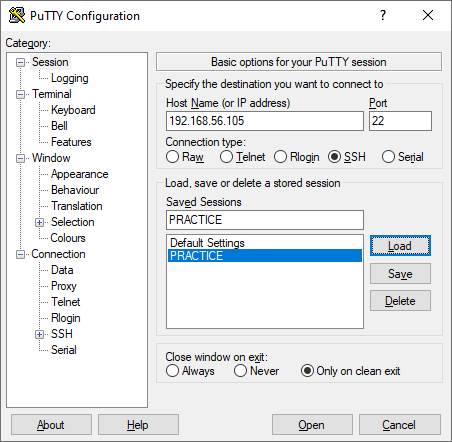 PuTTY Configuration
?
Category:
Session
Logging
Terminal
Keyboard
Bell
Features
Window
Appearance
Behaviour
Translation
Selection
Colours
Connection
Data
Proxy
Telnet
Rlogin
SSH
Serial
Basic options for your PuTTY session
Specify the destination you want to connect to
Host Name (or IP address) Port
192.168.56.105 22
Connection type:
Raw Telnet Rlogin SSH Serial
Load, save or delete a stored session
Saved Sessions
PRACTICE
Default Settings
PRACTICE
Load
Save
Delete
Close window on exit:
Always Never Only on clean exit
About Help Open Cancel